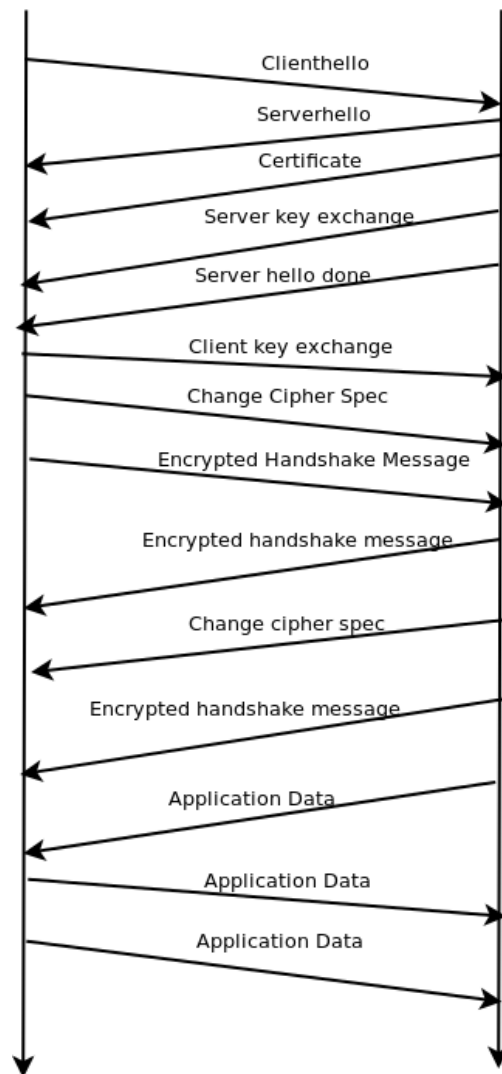 Clienthello
Serverhello
Certificate
Server key exchange
Server hello done
Client key exchange
Change Cipher Spec
Encrypted Handshake Message
Encrypted handshake message
Change cipher spec
Encrypted handshake message
Application Data
Application Data
Application Data